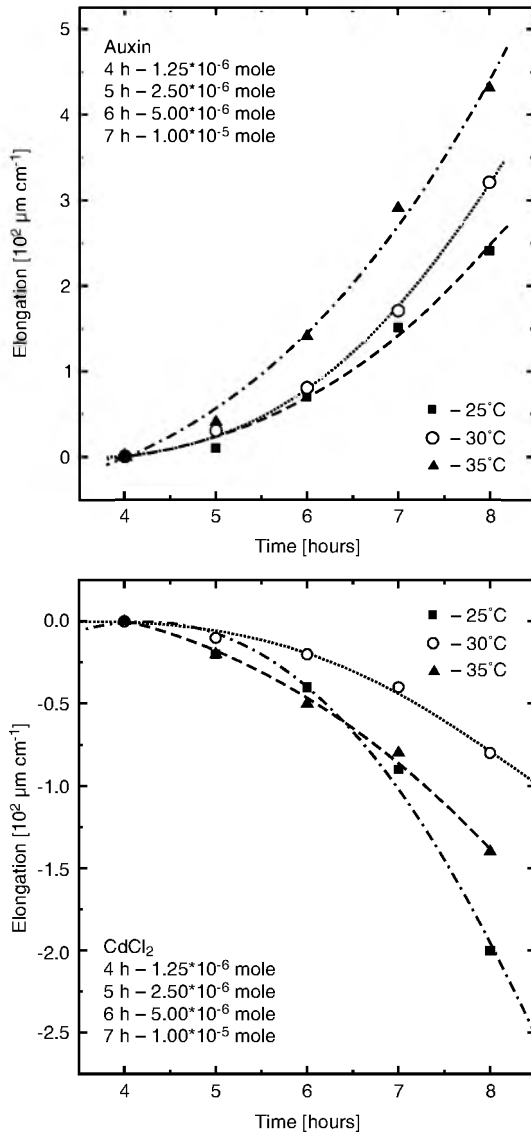 5
4
3
2
1
0
Elongation [10² µm cm⁻¹]
Auxin
4 h – 1.25*10⁻⁶ mole
5 h – 2.50*10⁻⁶ mole
6 h – 5.00*10⁻⁶ mole
7 h – 1.00*10⁻⁵ mole
– 25°C
– 30°C
– 35°C
4 5 6 7 8
Time [hours]
0.0
-0.5
-1.0
-1.5
-2.0
-2.5
Elongation [10² µm cm⁻¹]
– 25°C
– 30°C
– 35°C
CdCl₂
4 h – 1.25*10⁻⁶ mole
5 h – 2.50*10⁻⁶ mole
6 h – 5.00*10⁻⁶ mole
7 h – 1.00*10⁻⁵ mole
4 5 6 7 8
Time [hours]